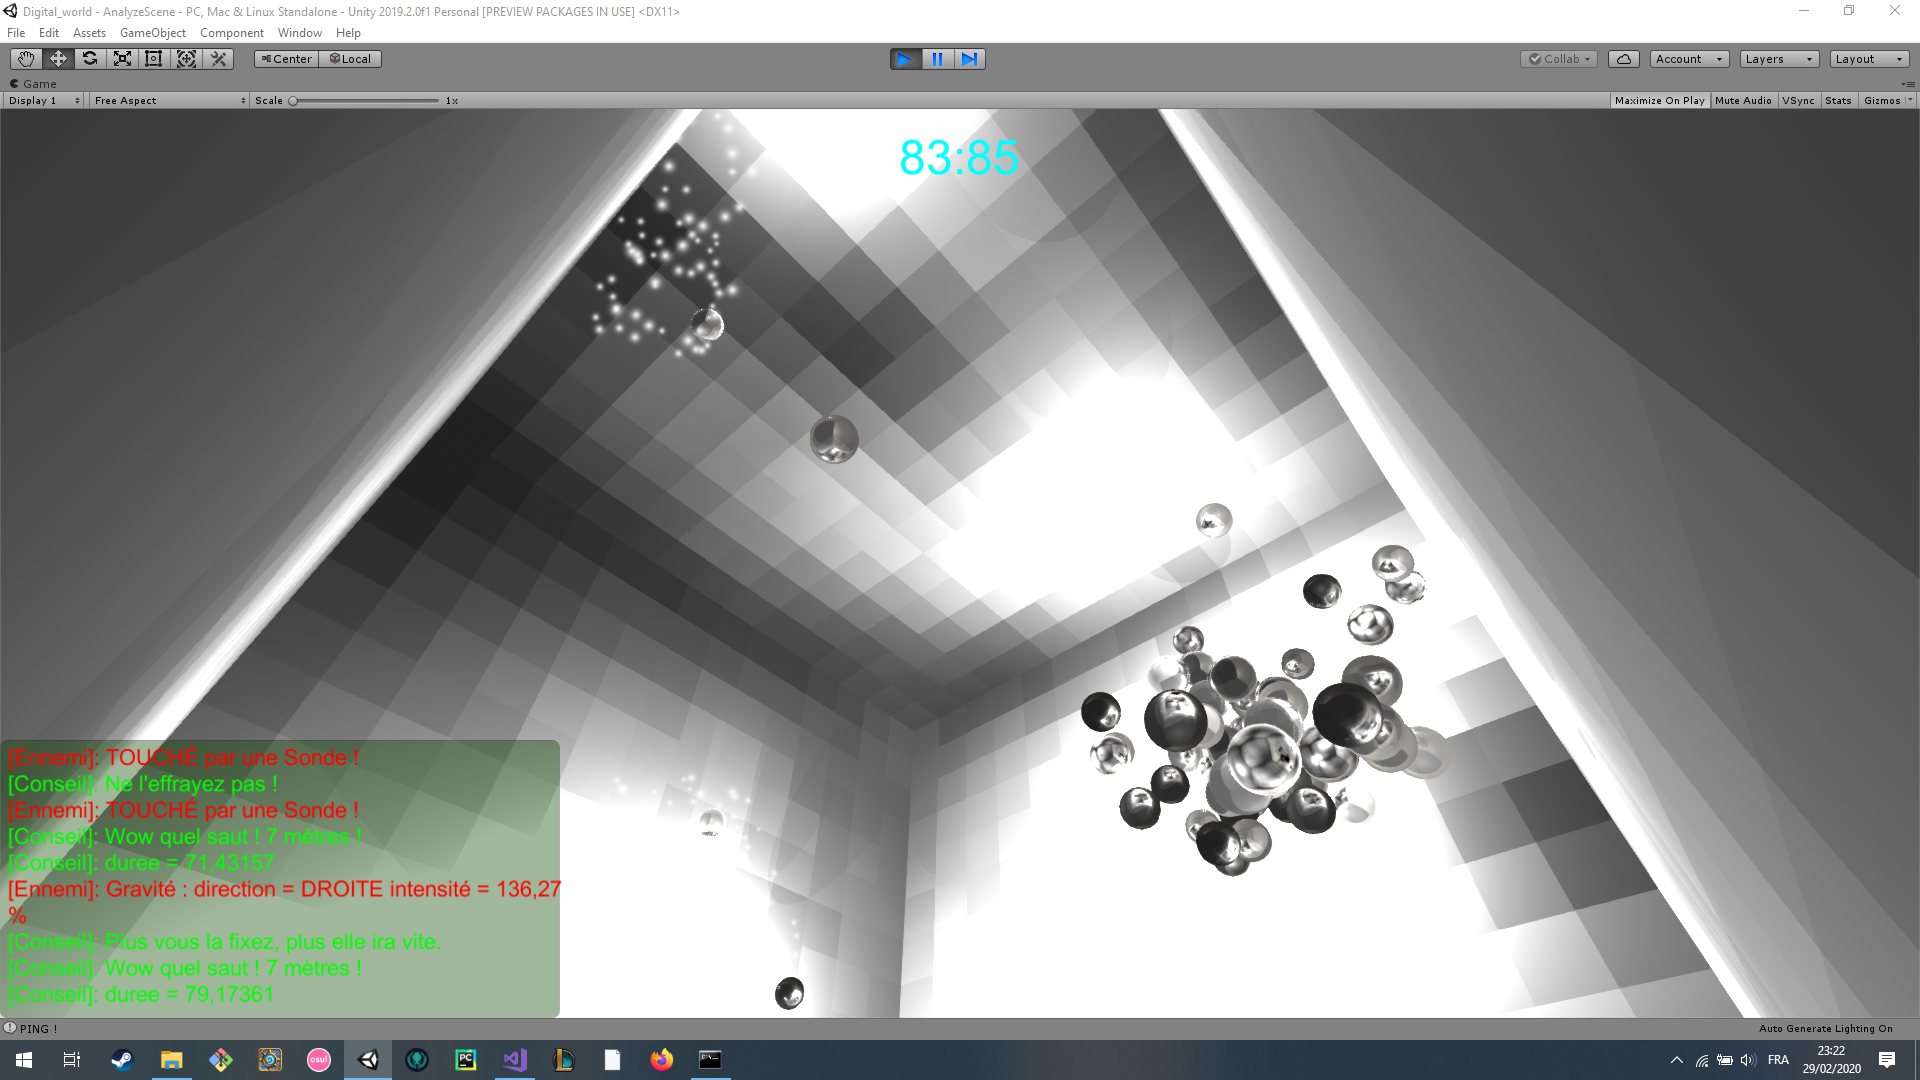 Digital_world - AnalyzeScene - PC, Mac & Linux Standalone - Unity 2019.2.0f1 Personal [PREVIEW PACKAGES IN USE] <DX11>
File Edit Assets GameObject Component Window Help
Center Local Collab Account Layers Layout
Game
Display 1 Free Aspect Scale 1x Maximize On Play Mute Audio VSync Stats Gizmos
83:85
[Ennemi]: TOUCHÉ par une Sonde !
[Conseil]: Ne l'effrayez pas !
[Ennemi]: TOUCHÉ par une Sonde !
[Conseil]: Wow quel saut ! 7 mètres !
[Conseil]: duree = 71,43157
[Ennemi]: Gravité : direction = DROITE intensité = 136,27
%
[Conseil]: Plus vous la fixez, plus elle ira vite.
[Conseil]: Wow quel saut ! 7 mètres !
[Conseil]: duree = 79,17361
PING !
Auto Generate Lighting On
osu!
PC
FRA
23:22
29/02/2020